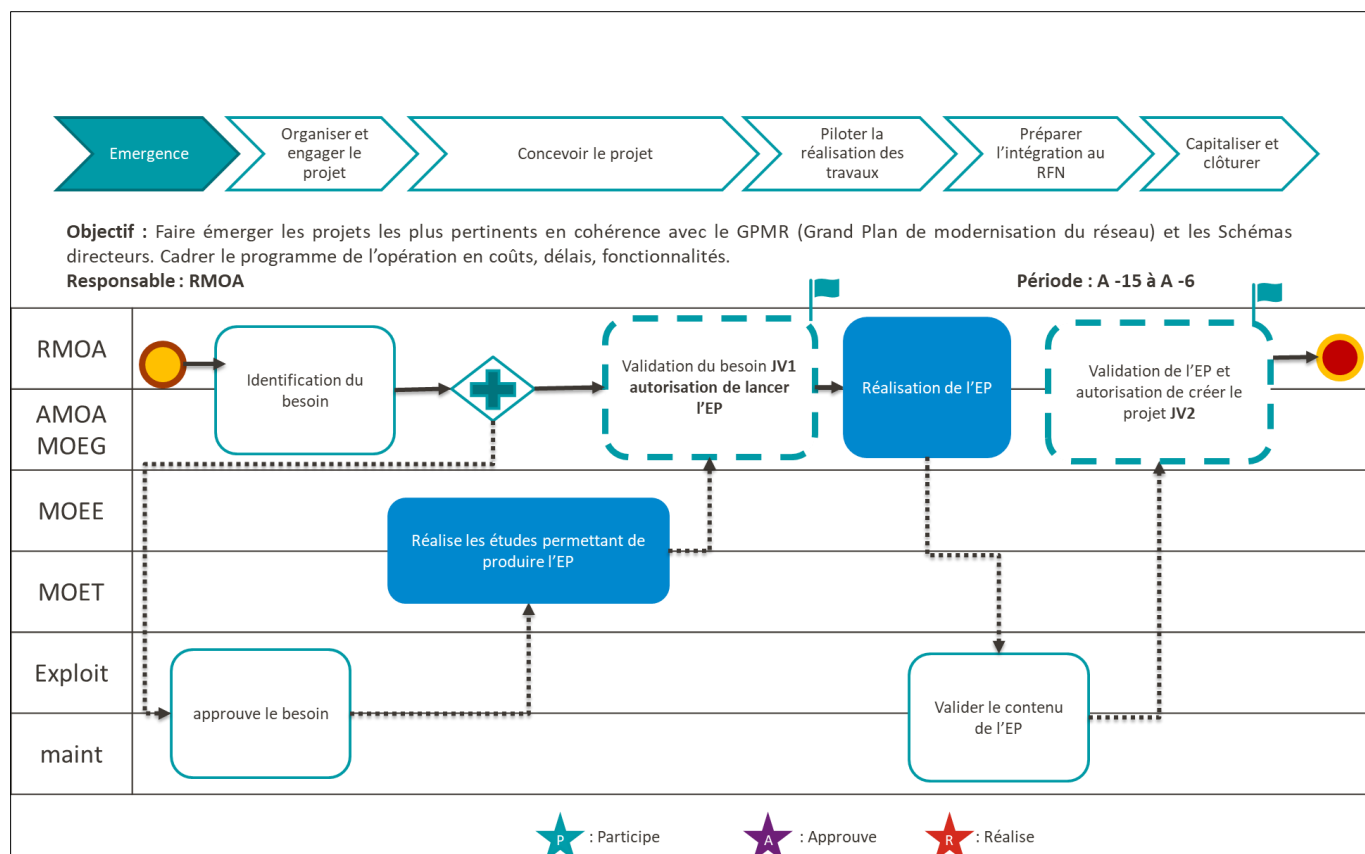 Emergence
Organiser et
engager le
projet
Concevoir le projet
Piloter la
réalisation des
travaux
Préparer
l'intégration au
RFN
Capitaliser et
clôturer
Objectif : Faire émerger les projets les plus pertinents en cohérence avec le GPMR (Grand Plan de modernisation du réseau) et les Schémas
directeurs. Cadrer le programme de l'opération en coûts, délais, fonctionnalités.
Responsable : RMOA
Période : A -15 à A -6
RMOA
Identification du
besoin
Validation du besoin JV1
autorisation de lancer
l'EP
Réalisation de l'EP
Validation de l'EP et
autorisation de créer le
projet JV2
AMOA
MOEG
MOEE
Réalise les études permettant de
produire l'EP
MOET
Exploit
approuve le besoin
Valider le contenu
de l'EP
maint
P : Participe
A : Approuve
R : Réalise